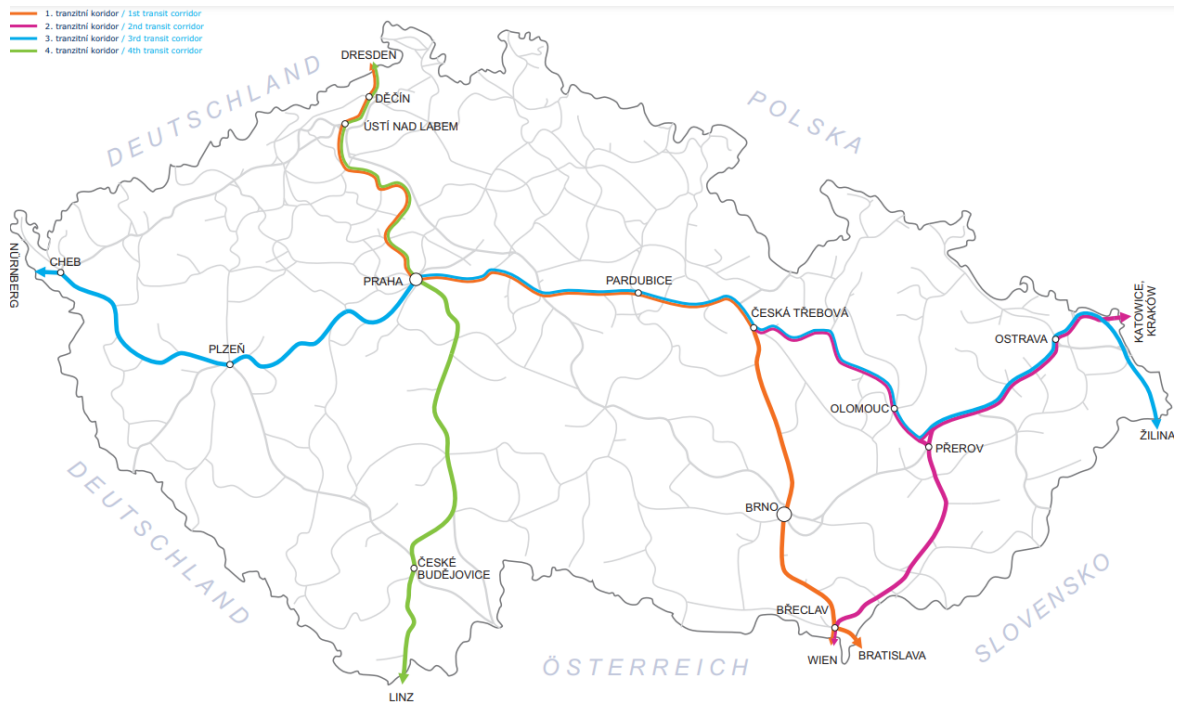 1. tranzitní koridor / 1st transit corridor
2. tranzitní koridor / 2nd transit corridor
3. tranzitní koridor / 3rd transit corridor
4. tranzitní koridor / 4th transit corridor
DRESDEN
DEUTSCHLAND
DĚČÍN
POLSKA
ÚSTÍ NAD LABEM
NÜRNBERG
CHEB
PRAHA
PARDUBICE
KATOWICE,
KRAKÓW
ČESKÁ TŘEBOVÁ
OSTRAVA
PLZEŇ
OLOMOUC
ŽILINA
PŘEROV
DEUTSCHLAND
BRNO
ČESKÉ
BUDĚJOVICE
SLOVENSKO
BŘECLAV
WIEN
BRATISLAVA
ÖSTERREICH
LINZ